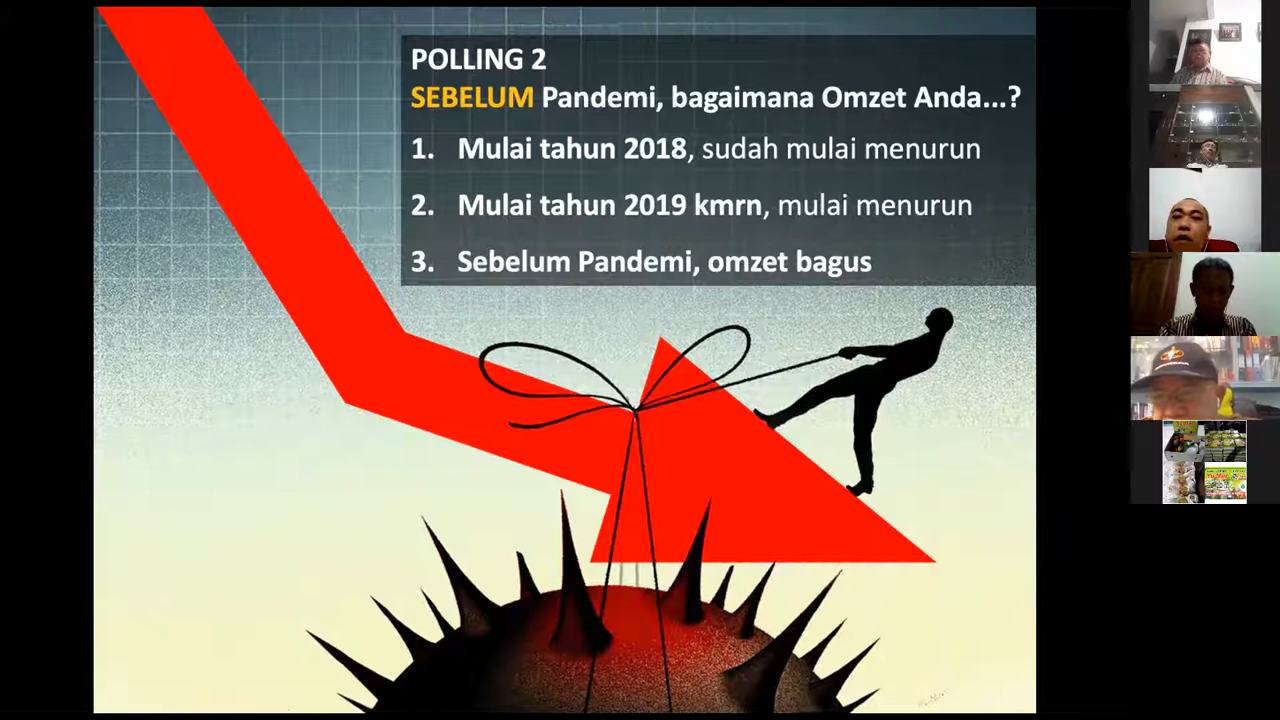 POLLING 2
SEBELUM Pandemi, bagaimana Omzet Anda...?
1. Mulai tahun 2018, sudah mulai menurun
2. Mulai tahun 2019 kmrn, mulai menurun
3. Sebelum Pandemi, omzet bagus